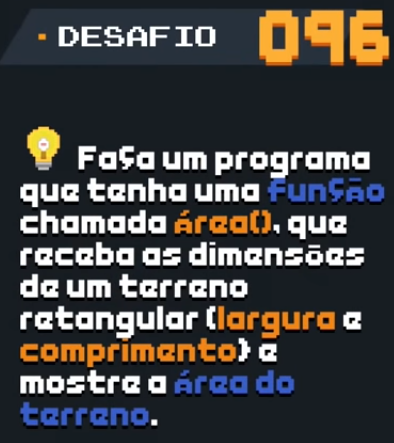 DESAFIO 096
Faça um programa
que tenha uma função
chamada área(), que
receba as dimensões
de um terreno
retangular (largura e
comprimento) e
mostre a área do
terreno.